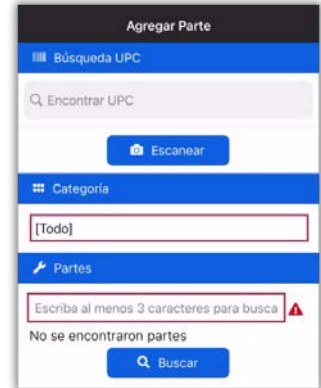 Agregar Parte
Búsqueda UPC
Encontrar UPC
Escanear
Categoría
[Todo]
Partes
Escriba al menos 3 caracteres para busca
No se encontraron partes
Buscar